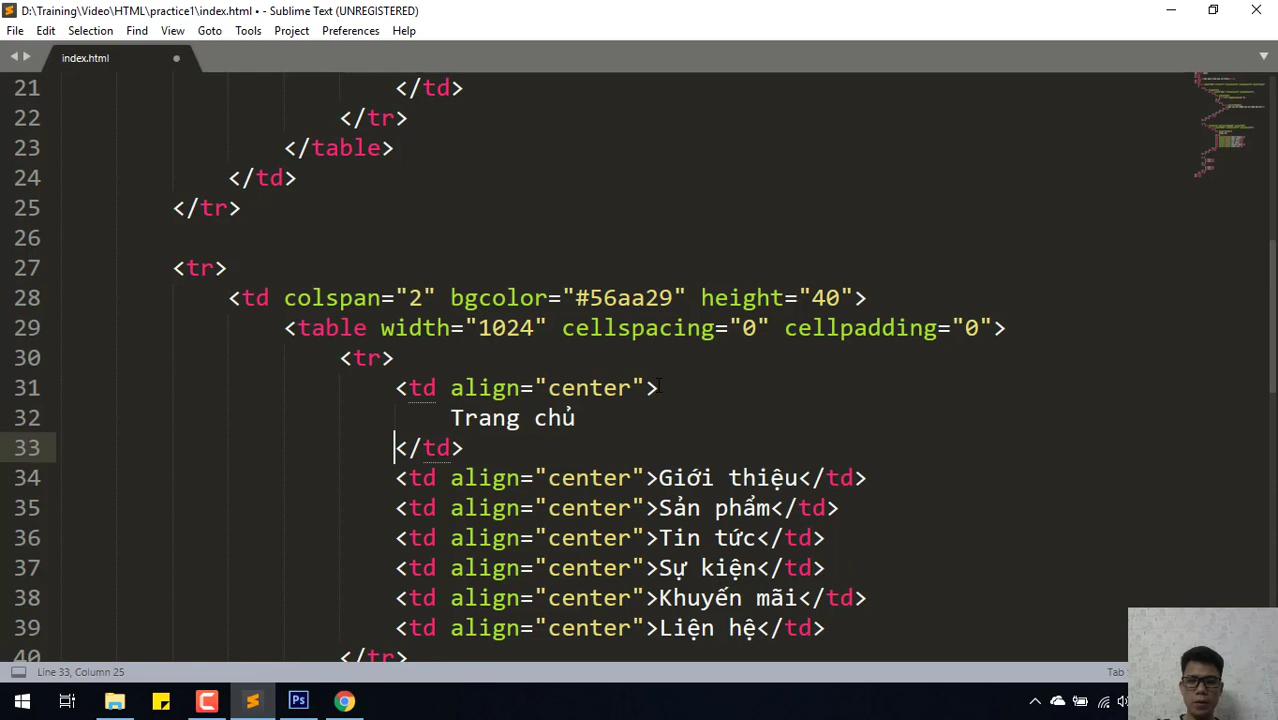 D:\Training\Video\HTML\practice1\index.html • - Sublime Text (UNREGISTERED)
File Edit Selection Find View Goto Tools Project Preferences Help
index.html
21 </td>
22 </tr>
23 </table>
24 </td>
25 </tr>
26
27 <tr>
28 <td colspan="2" bgcolor="#56aa29" height="40">
29 <table width="1024" cellspacing="0" cellpadding="0">
30 <tr>
31 <td align="center">
32 Trang chủ
33 </td>
34 <td align="center">Giới thiệu</td>
35 <td align="center">Sản phẩm</td>
36 <td align="center">Tin tức</td>
37 <td align="center">Sự kiện</td>
38 <td align="center">Khuyến mãi</td>
39 <td align="center">Liện hệ</td>
40 </tr>
Line 33, Column 25
Tab
Ps